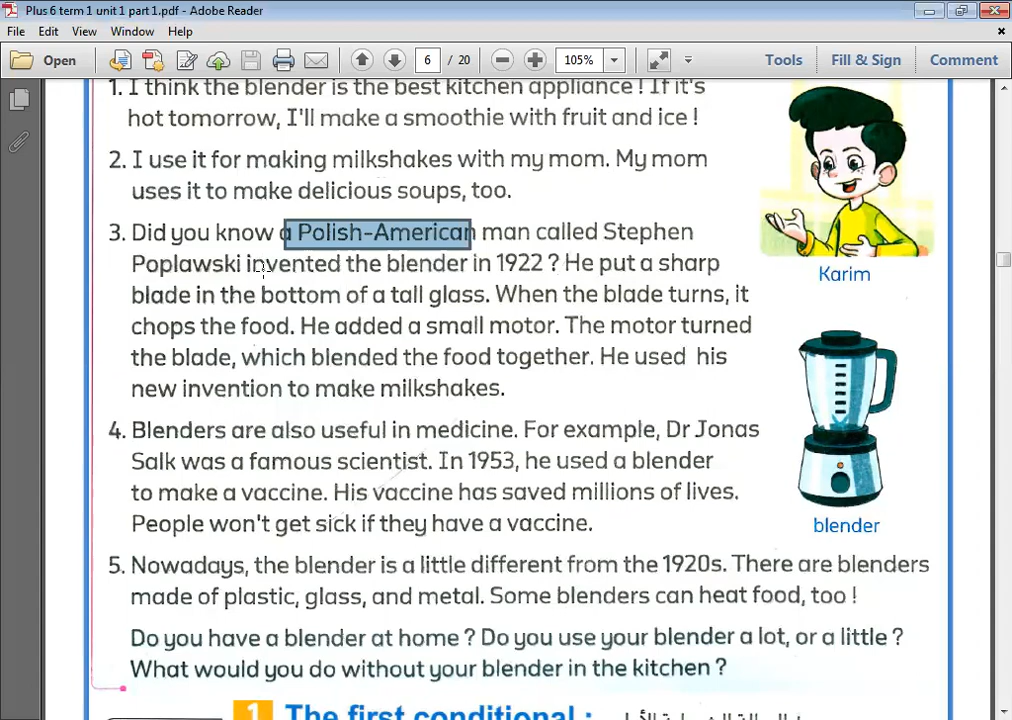 Plus 6 term 1 unit 1 part 1.pdf - Adobe Reader
File Edit View Window Help
Open 6 / 20 105% Tools Fill & Sign Comment
1. I think the blender is the best kitchen appliance ! If it's
hot tomorrow, I'll make a smoothie with fruit and ice !
2. I use it for making milkshakes with my mom. My mom
uses it to make delicious soups, too.
3. Did you know a Polish-American man called Stephen
Poplawski invented the blender in 1922 ? He put a sharp
blade in the bottom of a tall glass. When the blade turns, it
chops the food. He added a small motor. The motor turned
the blade, which blended the food together. He used his
new invention to make milkshakes.
Karim
4. Blenders are also useful in medicine. For example, Dr Jonas
Salk was a famous scientist. In 1953, he used a blender
to make a vaccine. His vaccine has saved millions of lives.
People won't get sick if they have a vaccine.
blender
5. Nowadays, the blender is a little different from the 1920s. There are blenders
made of plastic, glass, and metal. Some blenders can heat food, too !
Do you have a blender at home ? Do you use your blender a lot, or a little ?
What would you do without your blender in the kitchen ?
1 The first conditional :